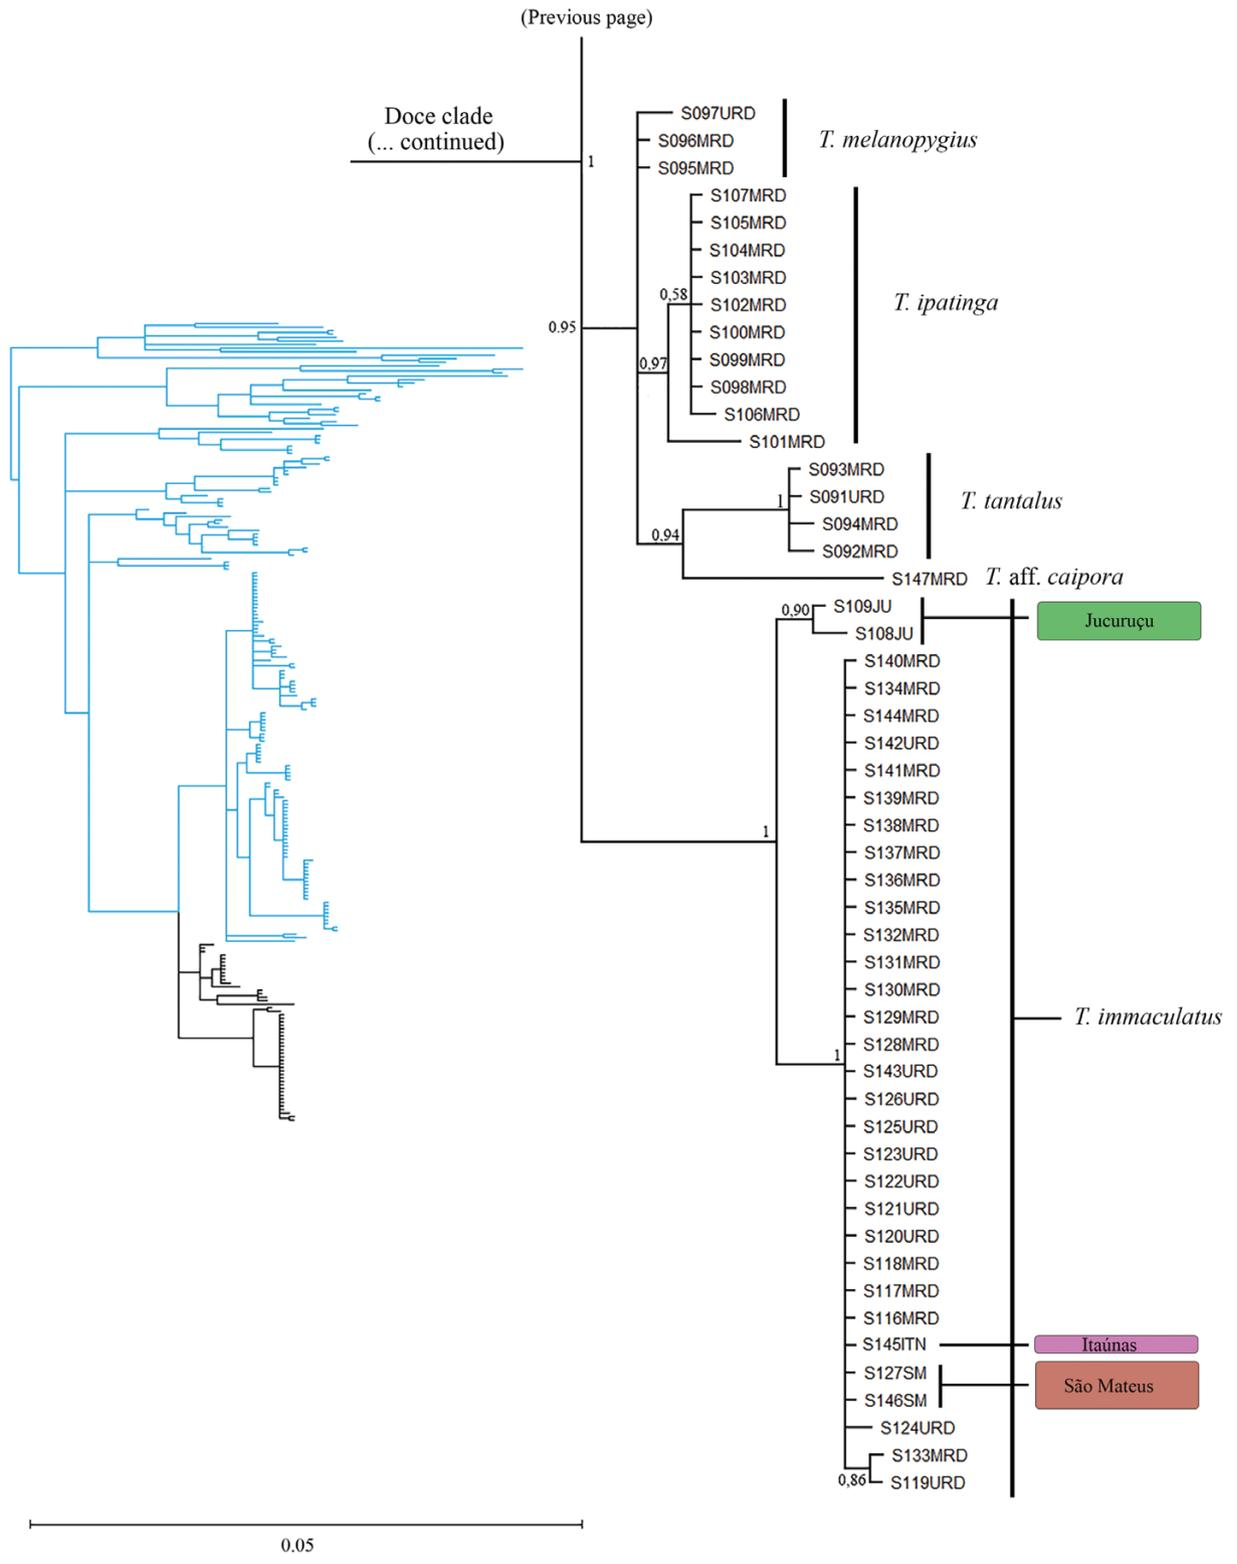 (Previous page)
Doce clade
(... continued)
1
S097URD
S096MRD
S095MRD
T. melanopygius
S107MRD
S105MRD
S104MRD
S103MRD
0,58
S102MRD
T. ipatinga
0.95
S100MRD
0,97
S099MRD
S098MRD
S106MRD
S101MRD
S093MRD
1
S091URD
T. tantalus
S094MRD
0,94
S092MRD
S147MRD
T. aff. caipora
0,90
S109JU
Jucuruçu
S108JU
S140MRD
S134MRD
S144MRD
S142URD
S141MRD
S139MRD
S138MRD
1
S137MRD
S136MRD
S135MRD
S132MRD
S131MRD
S130MRD
S129MRD
T. immaculatus
S128MRD
1
S143URD
S126URD
S125URD
S123URD
S122URD
S121URD
S120URD
S118MRD
S117MRD
S116MRD
S145ITN
Itaúnas
S127SM
São Mateus
S146SM
S124URD
S133MRD
0,86
S119URD
0.05